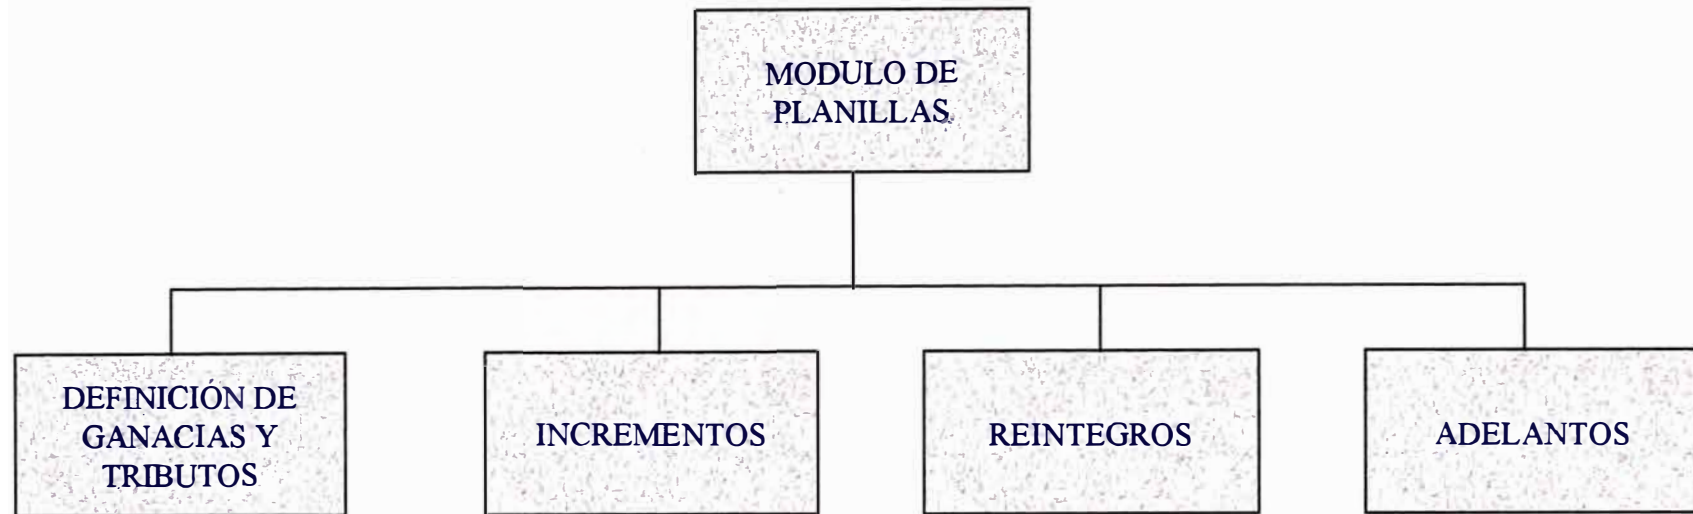 MODULO DE
PLANILLAS
DEFINICIÓN DE
GANACIAS Y
TRIBUTOS
INCREMENTOS
REINTEGROS
ADELANTOS